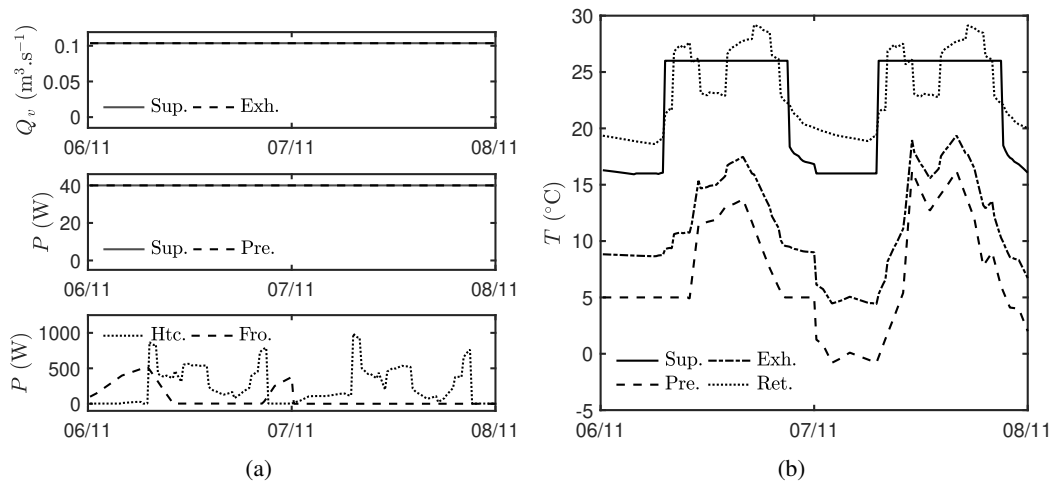 Q_v (m³.s⁻¹)
0.1
0.05
0
Sup. Exh.
06/11 07/11 08/11
P (W)
40
20
0
Sup. Pre.
06/11 07/11 08/11
P (W)
1000
500
0
Htc. Fro.
06/11 07/11 08/11
(a)
T (°C)
30
25
20
15
10
5
0
-5
Sup. Exh.
Pre. Ret.
06/11 07/11 08/11
(b)